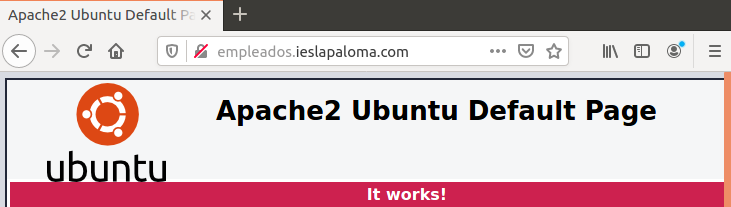 Apache2 Ubuntu Default Pa
empleados.ieslapaloma.com
Apache2 Ubuntu Default Page
ubuntu
It works!